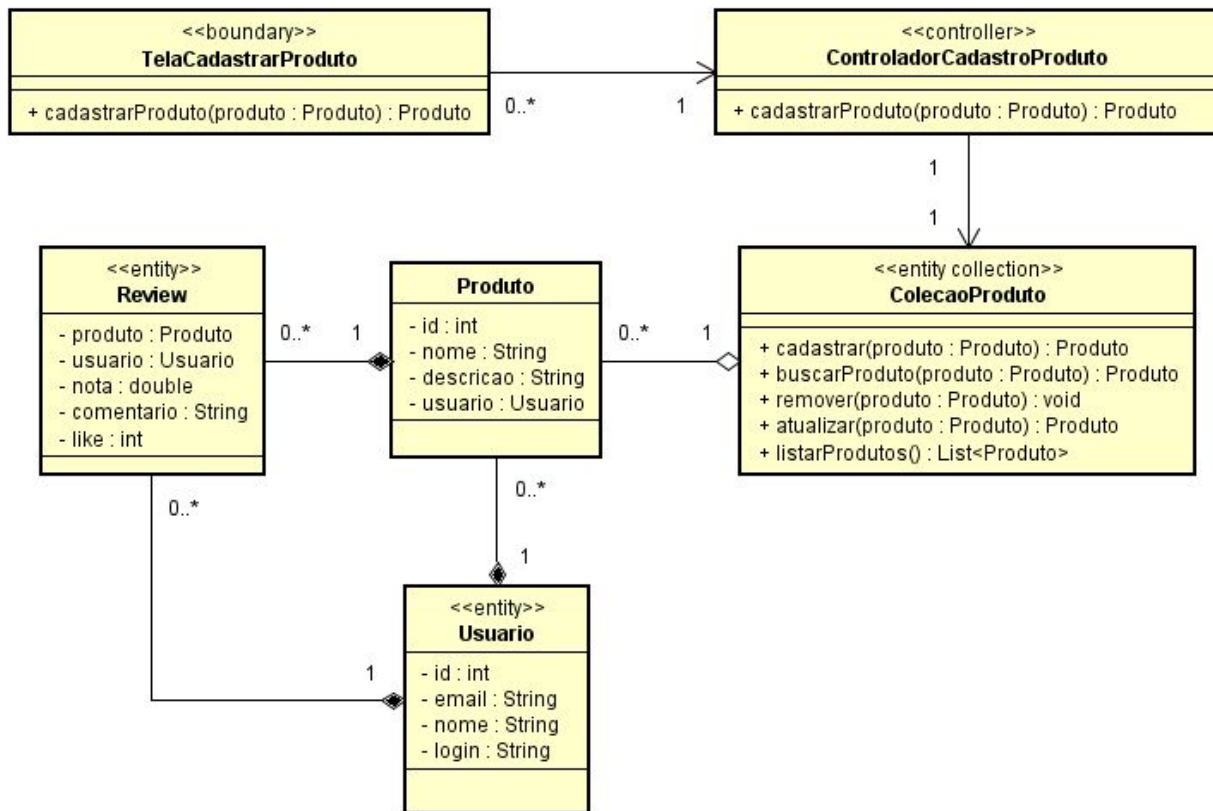 <<boundary>>
TelaCadastrarProduto
+ cadastrarProduto(produto : Produto) : Produto
0..*
1
<<controller>>
ControladorCadastroProduto
+ cadastrarProduto(produto : Produto) : Produto
1
1
<<entity>>
Review
- produto : Produto
- usuario : Usuario
- nota : double
- comentario : String
- like : int
0..*
1
Produto
- id : int
- nome : String
- descricao : String
- usuario : Usuario
0..*
1
<<entity collection>>
ColecaoProduto
+ cadastrar(produto : Produto) : Produto
+ buscarProduto(produto : Produto) : Produto
+ remover(produto : Produto) : void
+ atualizar(produto : Produto) : Produto
+ listarProdutos() : List<Produto>
0..*
0..*
1
1
<<entity>>
Usuario
- id : int
- email : String
- nome : String
- login : String